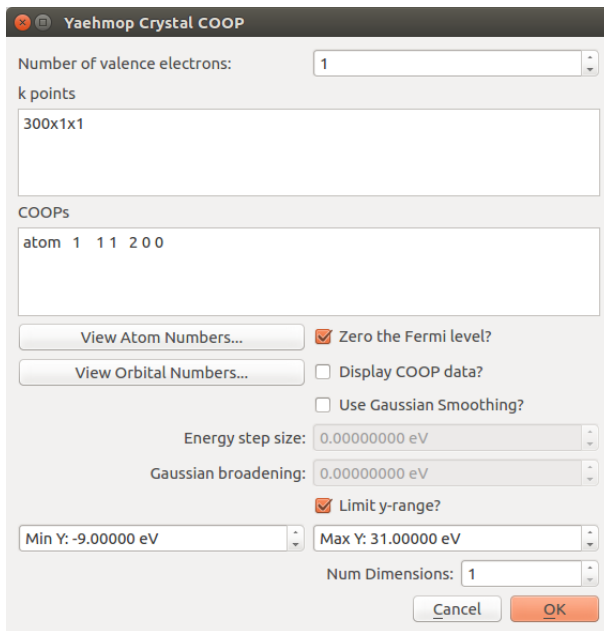 Yaehmop Crystal COOP
Number of valence electrons: 1
k points
300x1x1
COOPs
atom 1 1 1 2 0 0
View Atom Numbers... Zero the Fermi level?
View Orbital Numbers... Display COOP data?
Use Gaussian Smoothing?
Energy step size: 0.00000000 eV
Gaussian broadening: 0.00000000 eV
Limit y-range?
Min Y: -9.00000 eV Max Y: 31.00000 eV
Num Dimensions: 1
Cancel OK